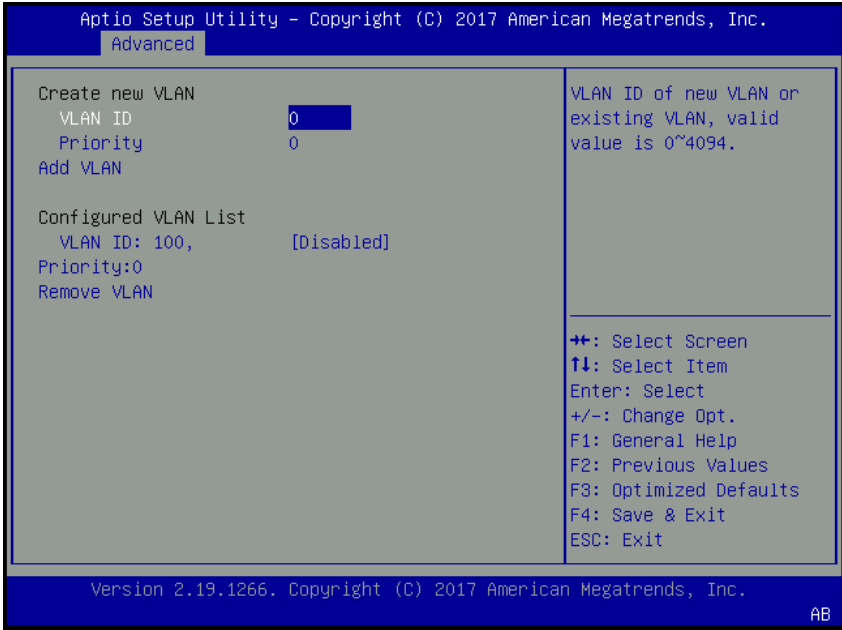 Aptio Setup Utility – Copyright (C) 2017 American Megatrends, Inc.
Advanced
Create new VLAN
VLAN ID 0
Priority 0
Add VLAN
Configured VLAN List
VLAN ID: 100, [Disabled]
Priority:0
Remove VLAN
VLAN ID of new VLAN or
existing VLAN, valid
value is 0~4094.
→←: Select Screen
↑↓: Select Item
Enter: Select
+/-: Change Opt.
F1: General Help
F2: Previous Values
F3: Optimized Defaults
F4: Save & Exit
ESC: Exit
Version 2.19.1266. Copyright (C) 2017 American Megatrends, Inc.
AB